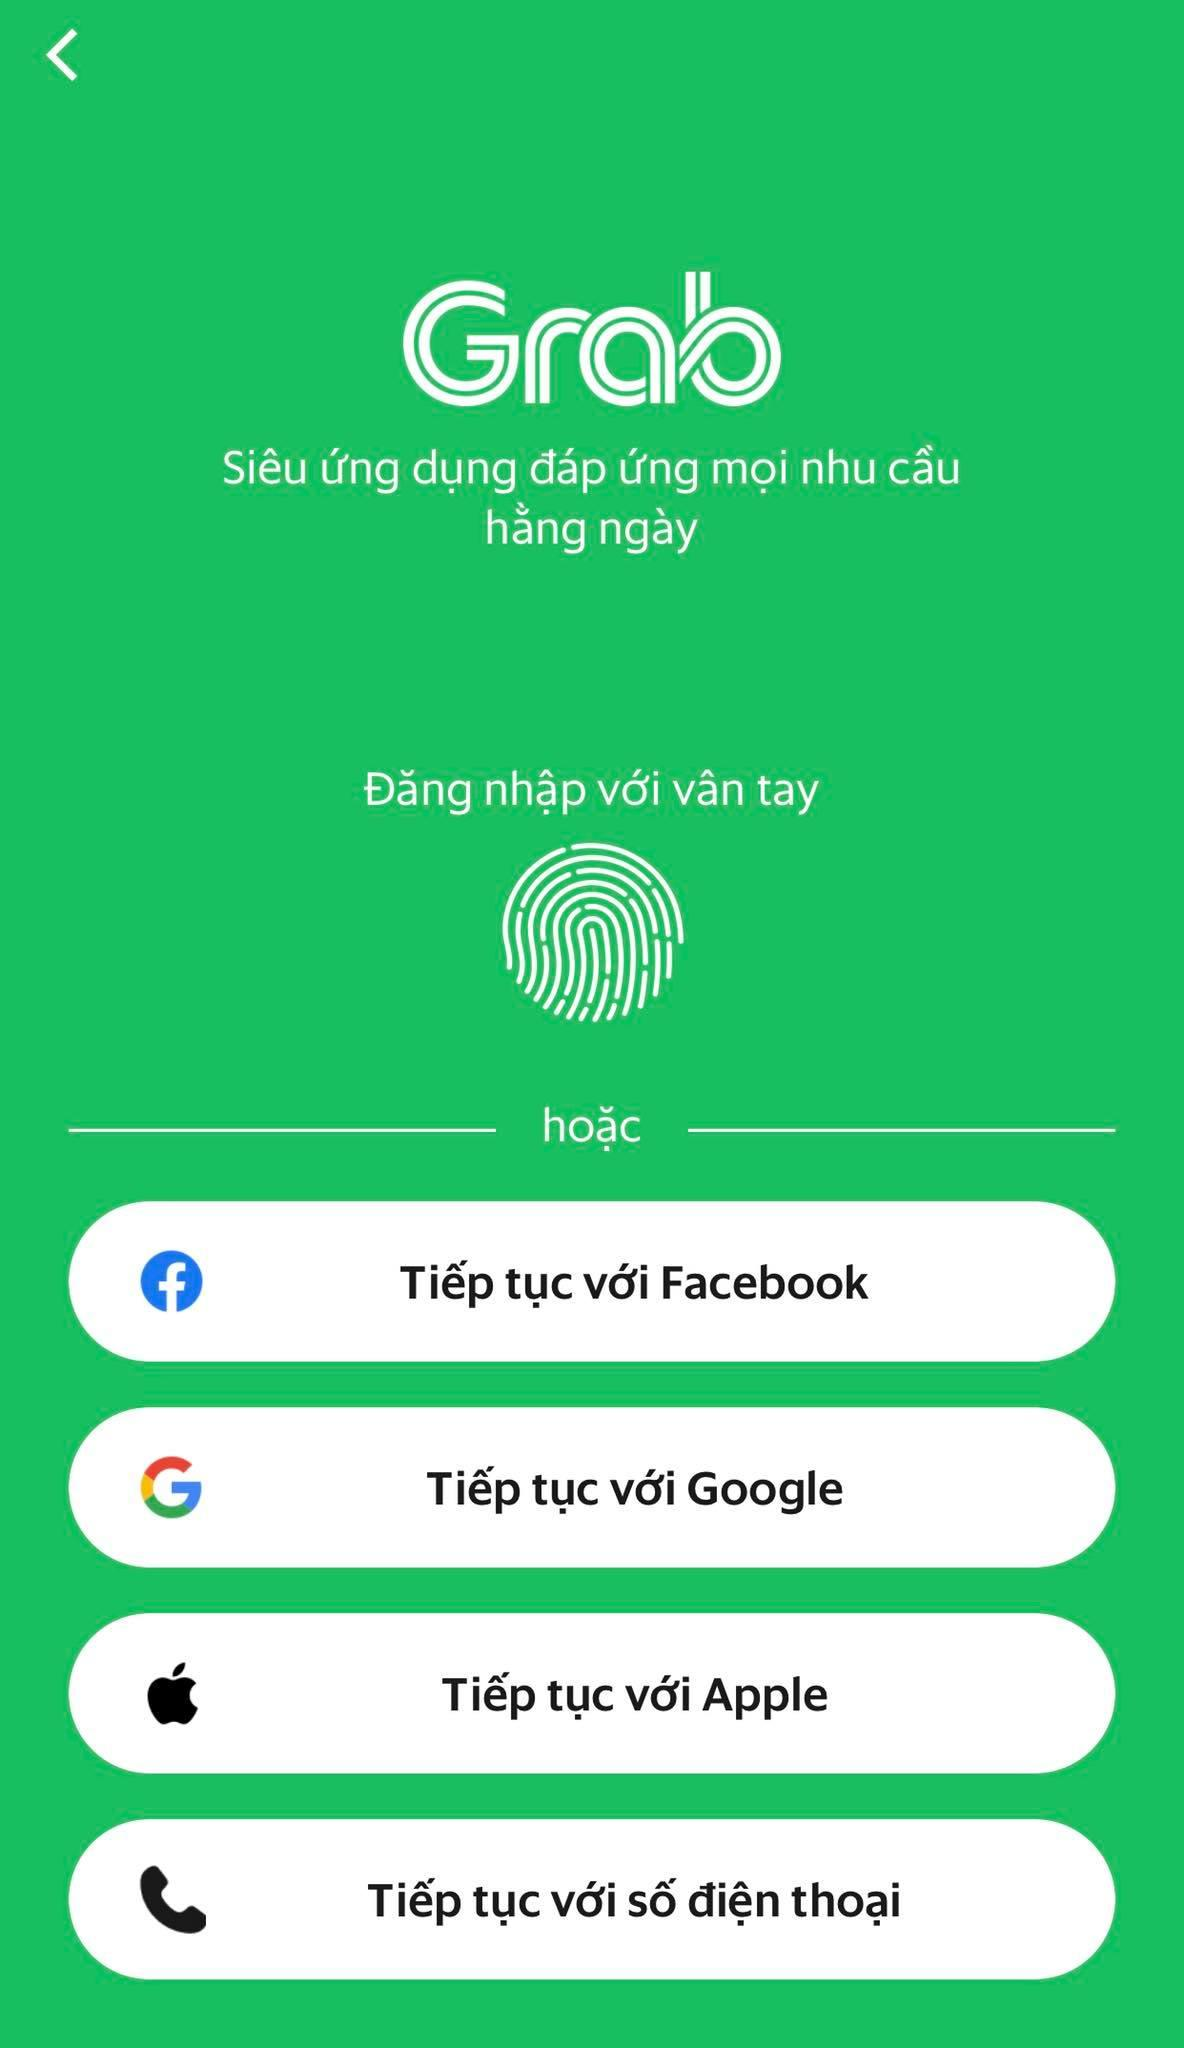 Grab
Siêu ứng dụng đáp ứng mọi nhu cầu
hằng ngày
Đăng nhập với vân tay
hoặc
Tiếp tục với Facebook
Tiếp tục với Google
Tiếp tục với Apple
Tiếp tục với số điện thoại